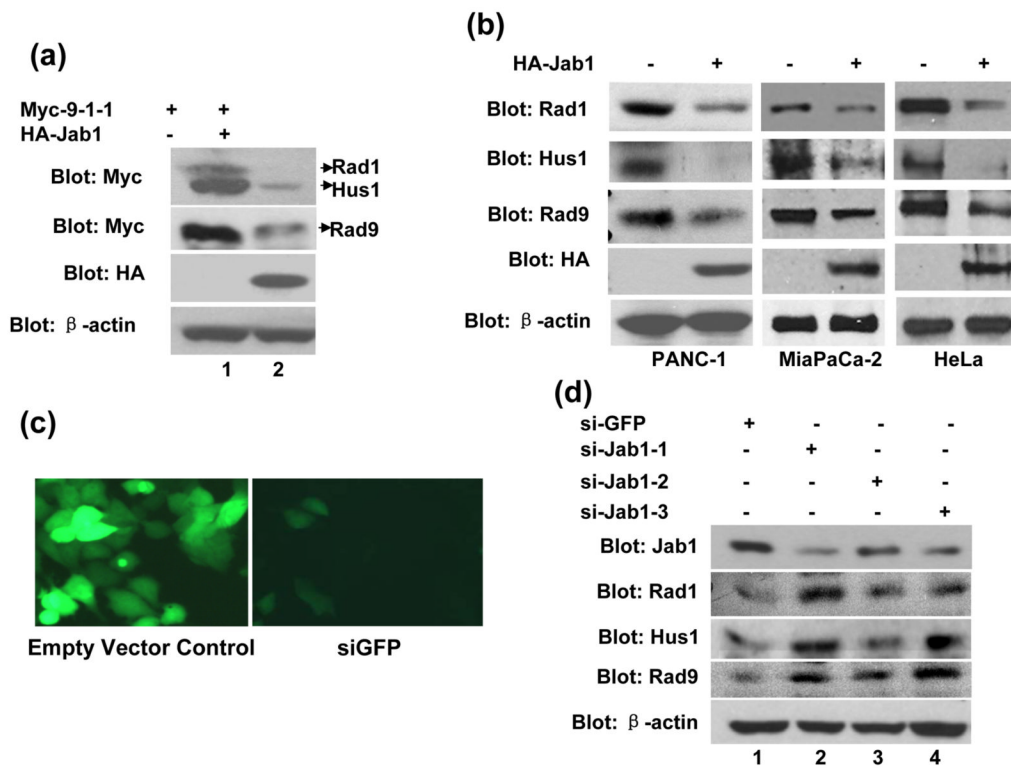 (a)
Myc-9-1-1 + +
HA-Jab1 - +
Blot: Myc Rad1
Hus1
Blot: Myc Rad9
Blot: HA
Blot: β-actin
1 2
(b)
HA-Jab1 - + - + - +
Blot: Rad1
Blot: Hus1
Blot: Rad9
Blot: HA
Blot: β-actin
PANC-1 MiaPaCa-2 HeLa
(c)
Empty Vector Control siGFP
(d)
si-GFP + - - -
si-Jab1-1 - + - -
si-Jab1-2 - - + -
si-Jab1-3 - - - +
Blot: Jab1
Blot: Rad1
Blot: Hus1
Blot: Rad9
Blot: β-actin
1 2 3 4